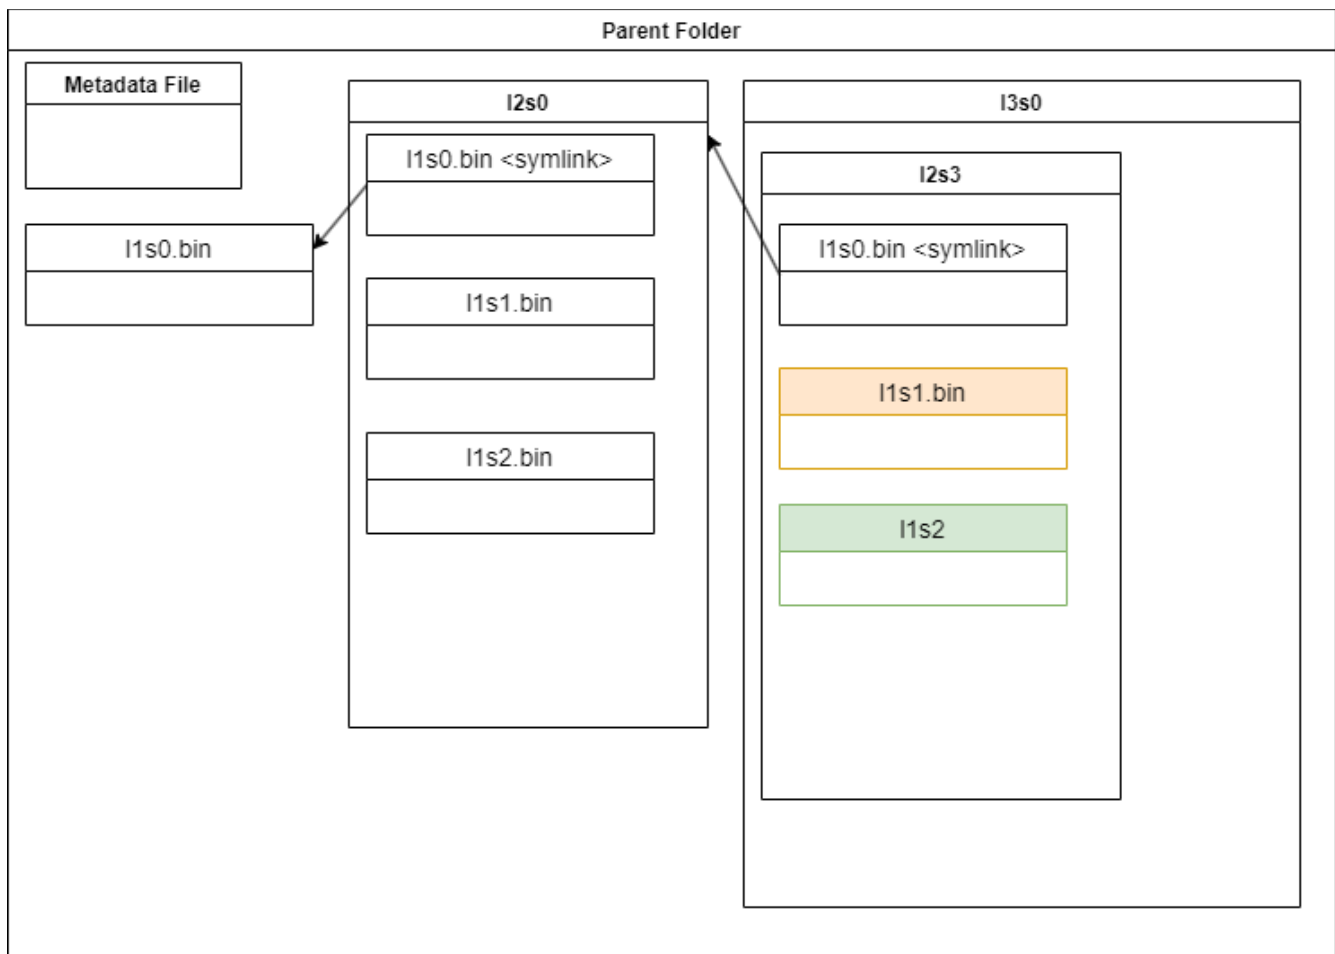 Parent Folder
Metadata File
l1s0.bin
l2s0
l1s0.bin <symlink>
l1s1.bin
l1s2.bin
l3s0
l2s3
l1s0.bin <symlink>
l1s1.bin
l1s2